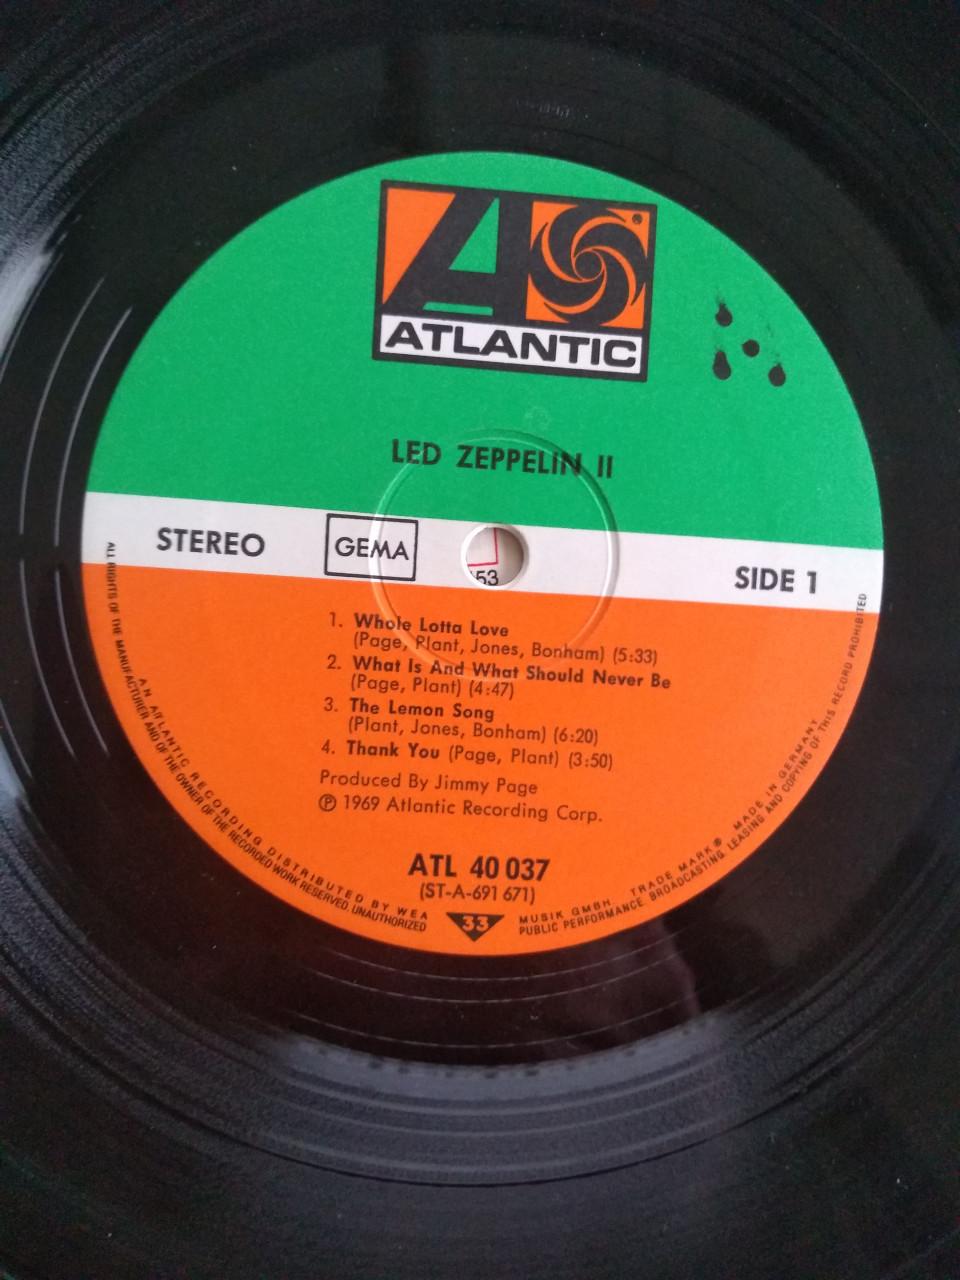 ATLANTIC
LED ZEPPELIN II
STEREO
GEMA
53
SIDE 1
1. Whole Lotta Love
(Page, Plant, Jones, Bonham) (5:33)
2. What Is And What Should Never Be
(Page, Plant) (4:47)
3. The Lemon Song
(Plant, Jones, Bonham) (6:20)
4. Thank You (Page, Plant) (3:50)
Produced By Jimmy Page
℗ 1969 Atlantic Recording Corp.
ATL 40 037
(ST-A-691 671)
33
AN ATLANTIC RECORDING DISTRIBUTED BY WEA MUSIK GMBH. TRADE MARK ® MADE IN GERMANY
ALL RIGHTS OF THE MANUFACTURER AND OF THE OWNER OF THE RECORDED WORK RESERVED. UNAUTHORIZED PUBLIC PERFORMANCE. BROADCASTING. LEASING AND COPYING OF THIS RECORD PROHIBITED